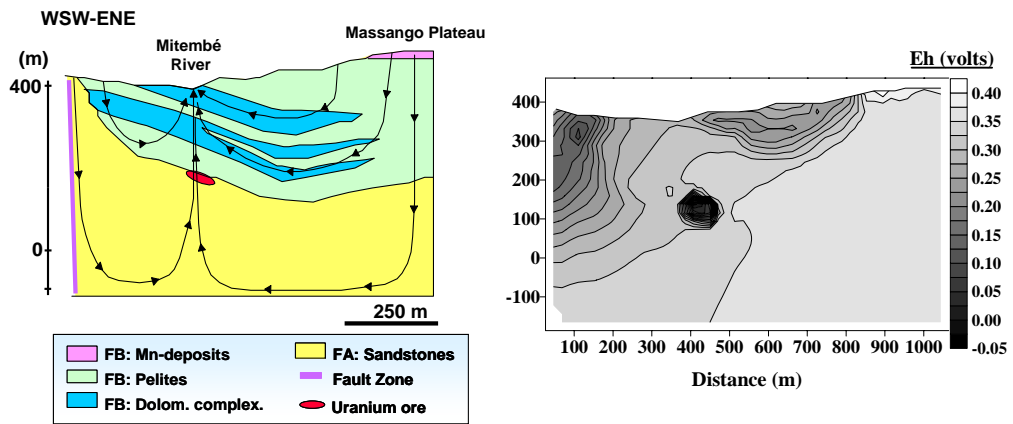 WSW-ENE
(m)
Mitembé
River
Massango Plateau
400
0
250 m
FB: Mn-deposits
FB: Pelites
FB: Dolom. complex.
FA: Sandstones
Fault Zone
Uranium ore
Eh (volts)
400
300
200
100
0
-100
100 200 300 400 500 600 700 800 900 1000
Distance (m)
0.40
0.35
0.30
0.25
0.20
0.15
0.10
0.05
0.00
-0.05